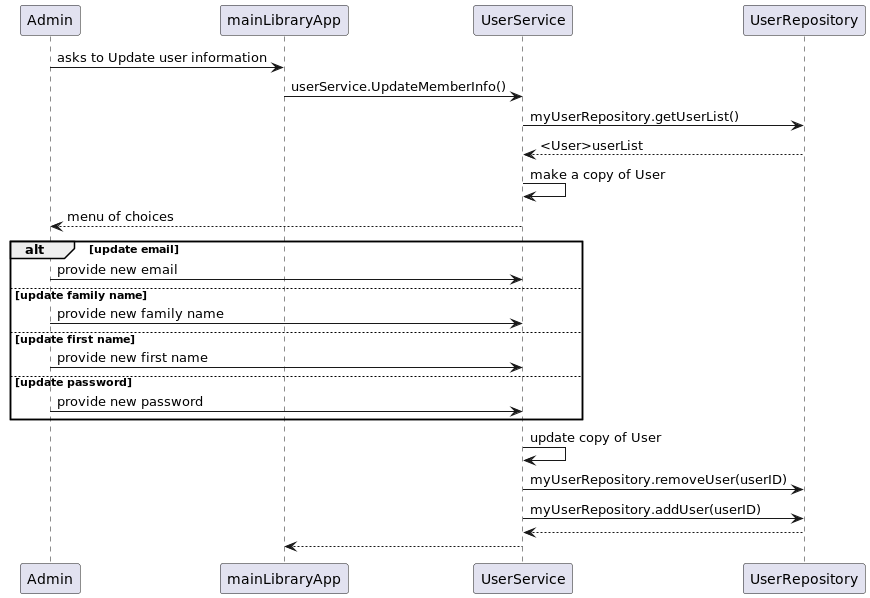 Admin mainLibraryApp UserService UserRepository
asks to Update user information
userService.UpdateMemberInfo()
myUserRepository.getUserList()
<User>userList
make a copy of User
menu of choices
alt [update email]
provide new email
[update family name]
provide new family name
[update first name]
provide new first name
[update password]
provide new password
update copy of User
myUserRepository.removeUser(userID)
myUserRepository.addUser(userID)
Admin mainLibraryApp UserService UserRepository